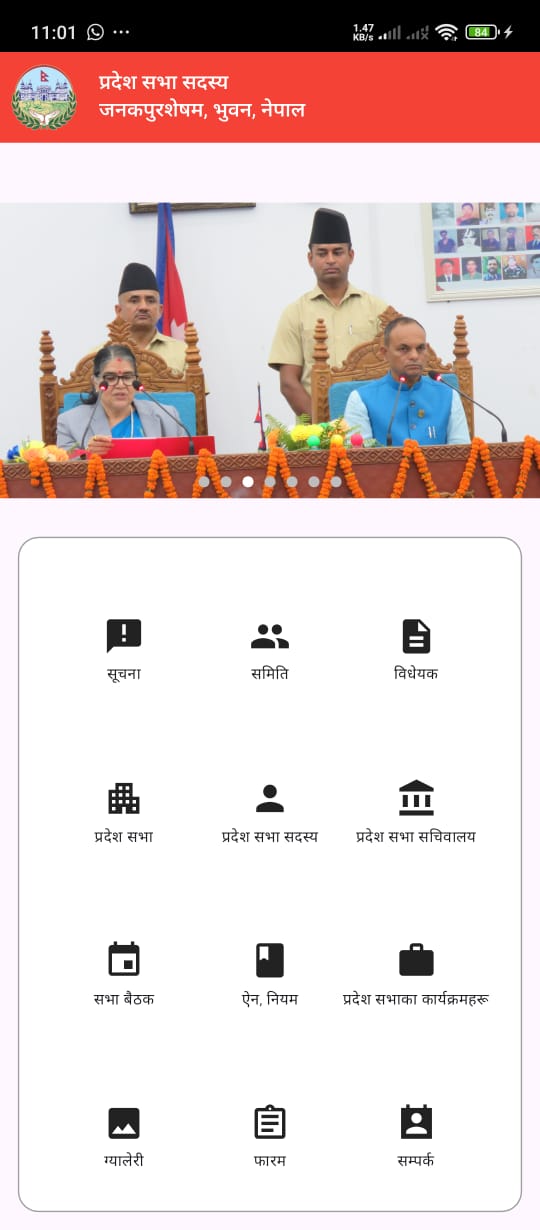 11:01
1.47
KB/s
84
प्रदेश सभा सदस्य
जनकपुरशेषम, भुवन, नेपाल
सूचना
समिति
विधेयक
प्रदेश सभा
प्रदेश सभा सदस्य
प्रदेश सभा सचिवालय
सभा बैठक
ऐन, नियम
प्रदेश सभाका कार्यक्रमहरू
ग्यालेरी
फारम
सम्पर्क